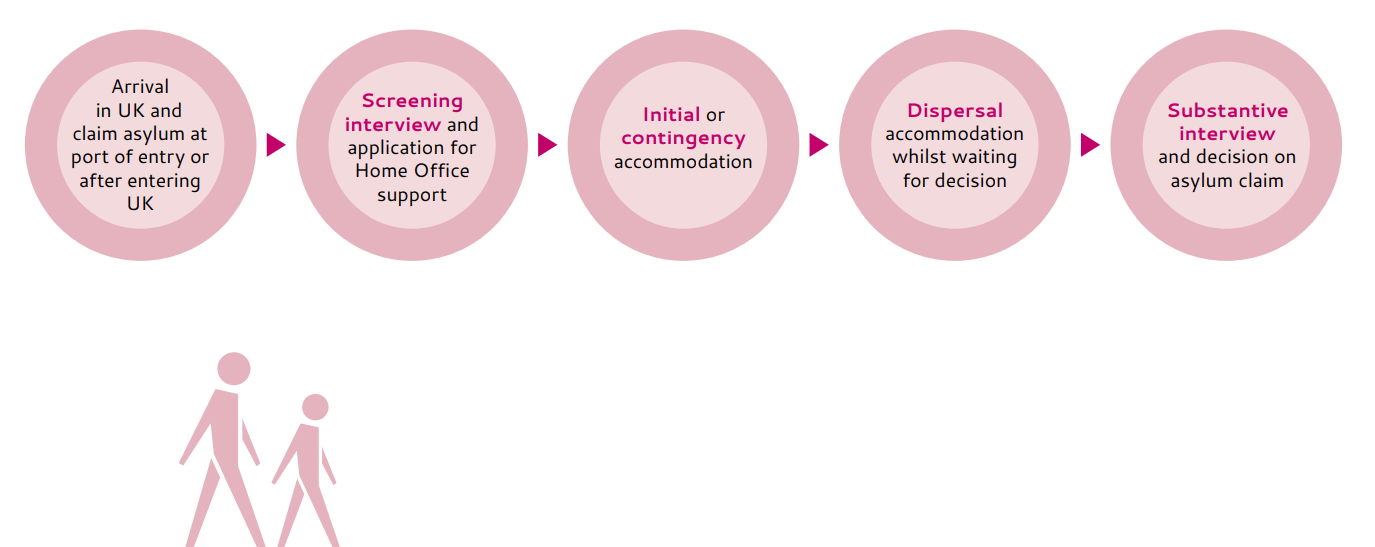 Arrival
in UK and
claim asylum at
port of entry or
after entering
UK
Screening
interview and
application for
Home Office
support
Initial or
contingency
accommodation
Dispersal
accommodation
whilst waiting
for decision
Substantive
interview
and decision on
asylum claim